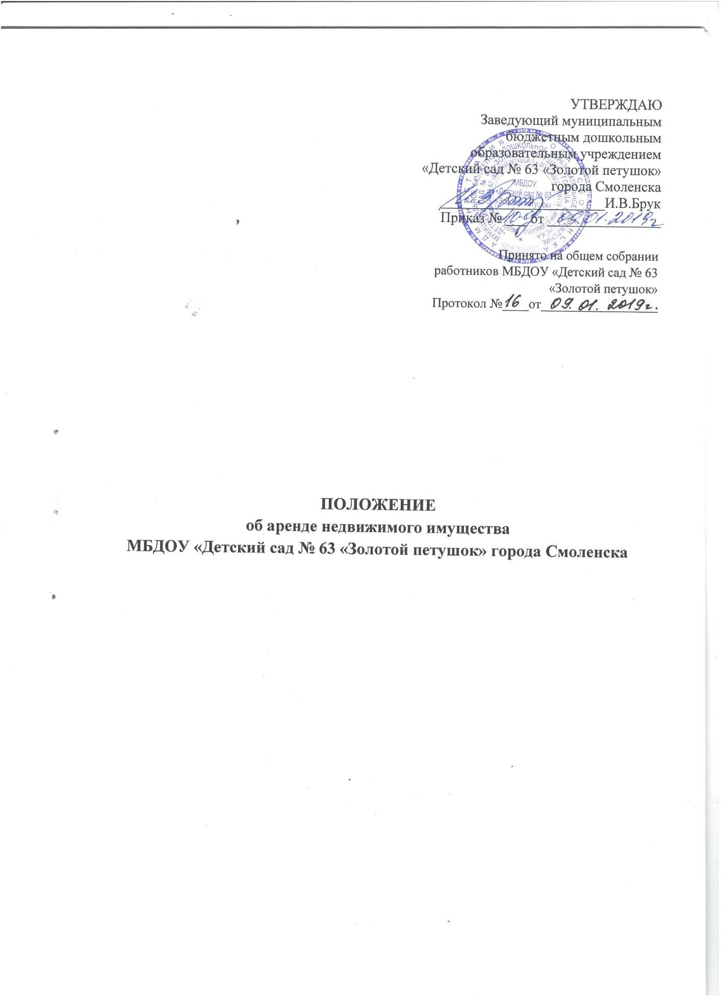 УТВЕРЖДАЮ
Заведующий муниципальным
бюджетным дошкольным
образовательным учреждением
«Детский сад № 63 «Золотой петушок»
города Смоленска
И.В.Брук
Приказ № от 01.2019г
МБДОУ
«Детский сад № 63
«Золотой петушок»
Принято на общем собрании
работников МБДОУ «Детский сад № 63
«Золотой петушок»
Протокол № 16 от 09.01.2019г.
ПОЛОЖЕНИЕ
об аренде недвижимого имущества
МБДОУ «Детский сад № 63 «Золотой петушок» города Смоленска